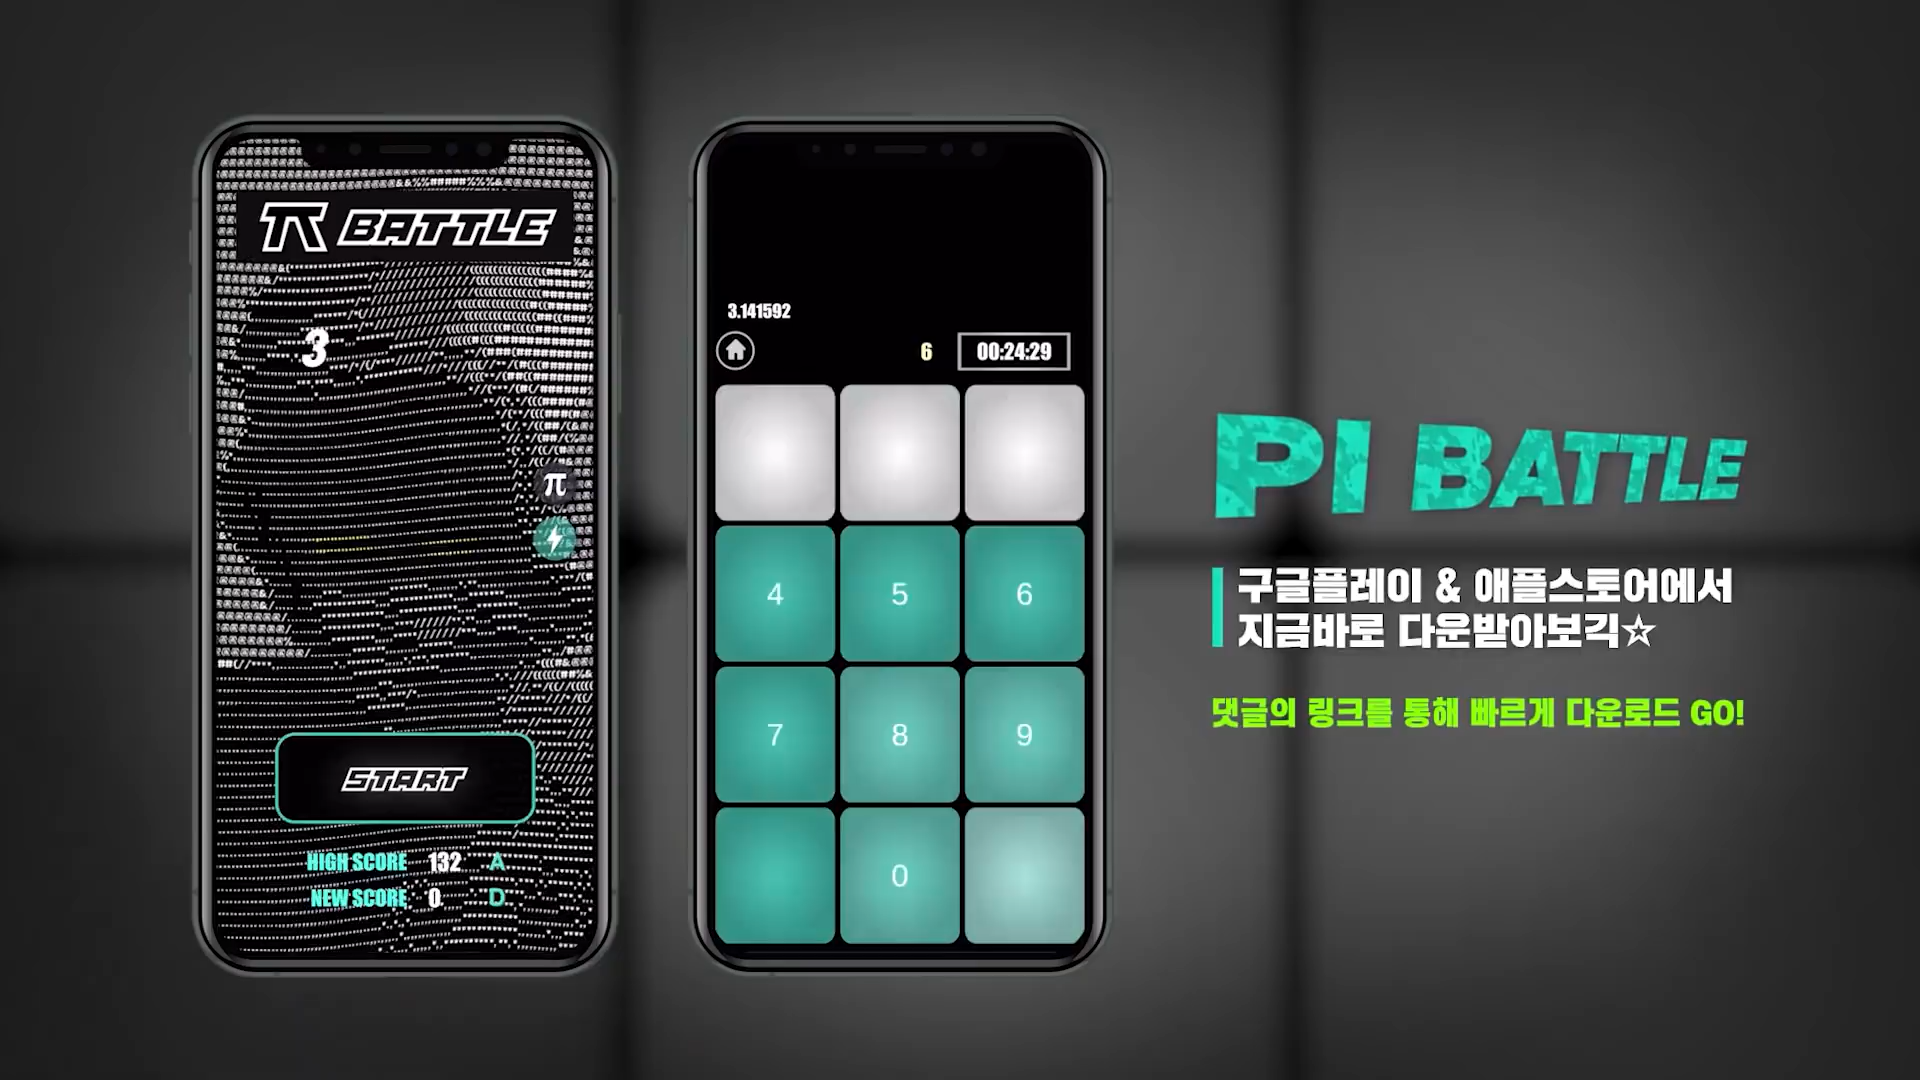 π BATTLE
3
π
START
HIGH SCORE 132 A
NEW SCORE 0 D
3.141592
6 00:24:29
4 5 6
7 8 9
0
PI BATTLE
구글플레이 & 애플스토어에서
지금바로 다운받아보긱☆
댓글의 링크를 통해 빠르게 다운로드 GO!